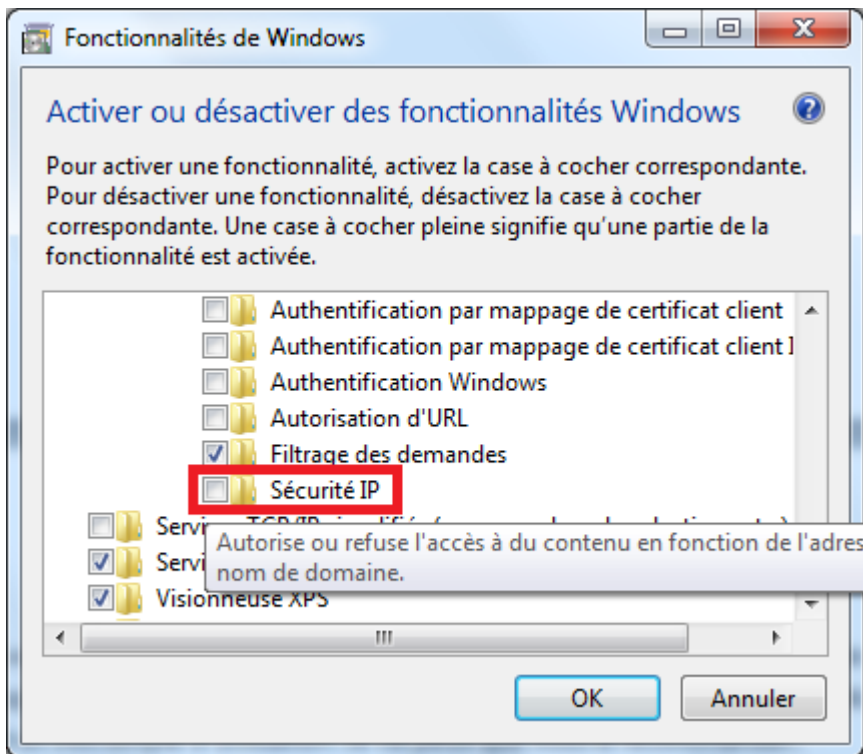 Fonctionnalités de Windows
Activer ou désactiver des fonctionnalités Windows
Pour activer une fonctionnalité, activez la case à cocher correspondante.
Pour désactiver une fonctionnalité, désactivez la case à cocher
correspondante. Une case à cocher pleine signifie qu'une partie de la
fonctionnalité est activée.
Authentification par mappage de certificat client
Authentification par mappage de certificat client I
Authentification Windows
Autorisation d'URL
Filtrage des demandes
Sécurité IP
Autorise ou refuse l'accès à du contenu en fonction de l'adres
nom de domaine.
Visionneuse XPS
OK
Annuler